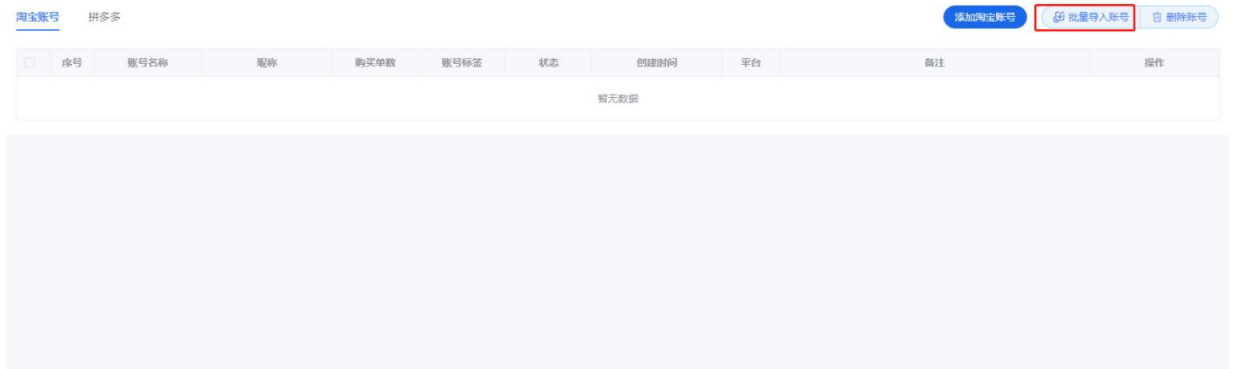 淘宝账号 拼多多 添加淘宝账号 批量导入账号 删除账号
序号 账号名称 昵称 购买单数 账号标签 状态 创建时间 平台 备注 操作
暂无数据